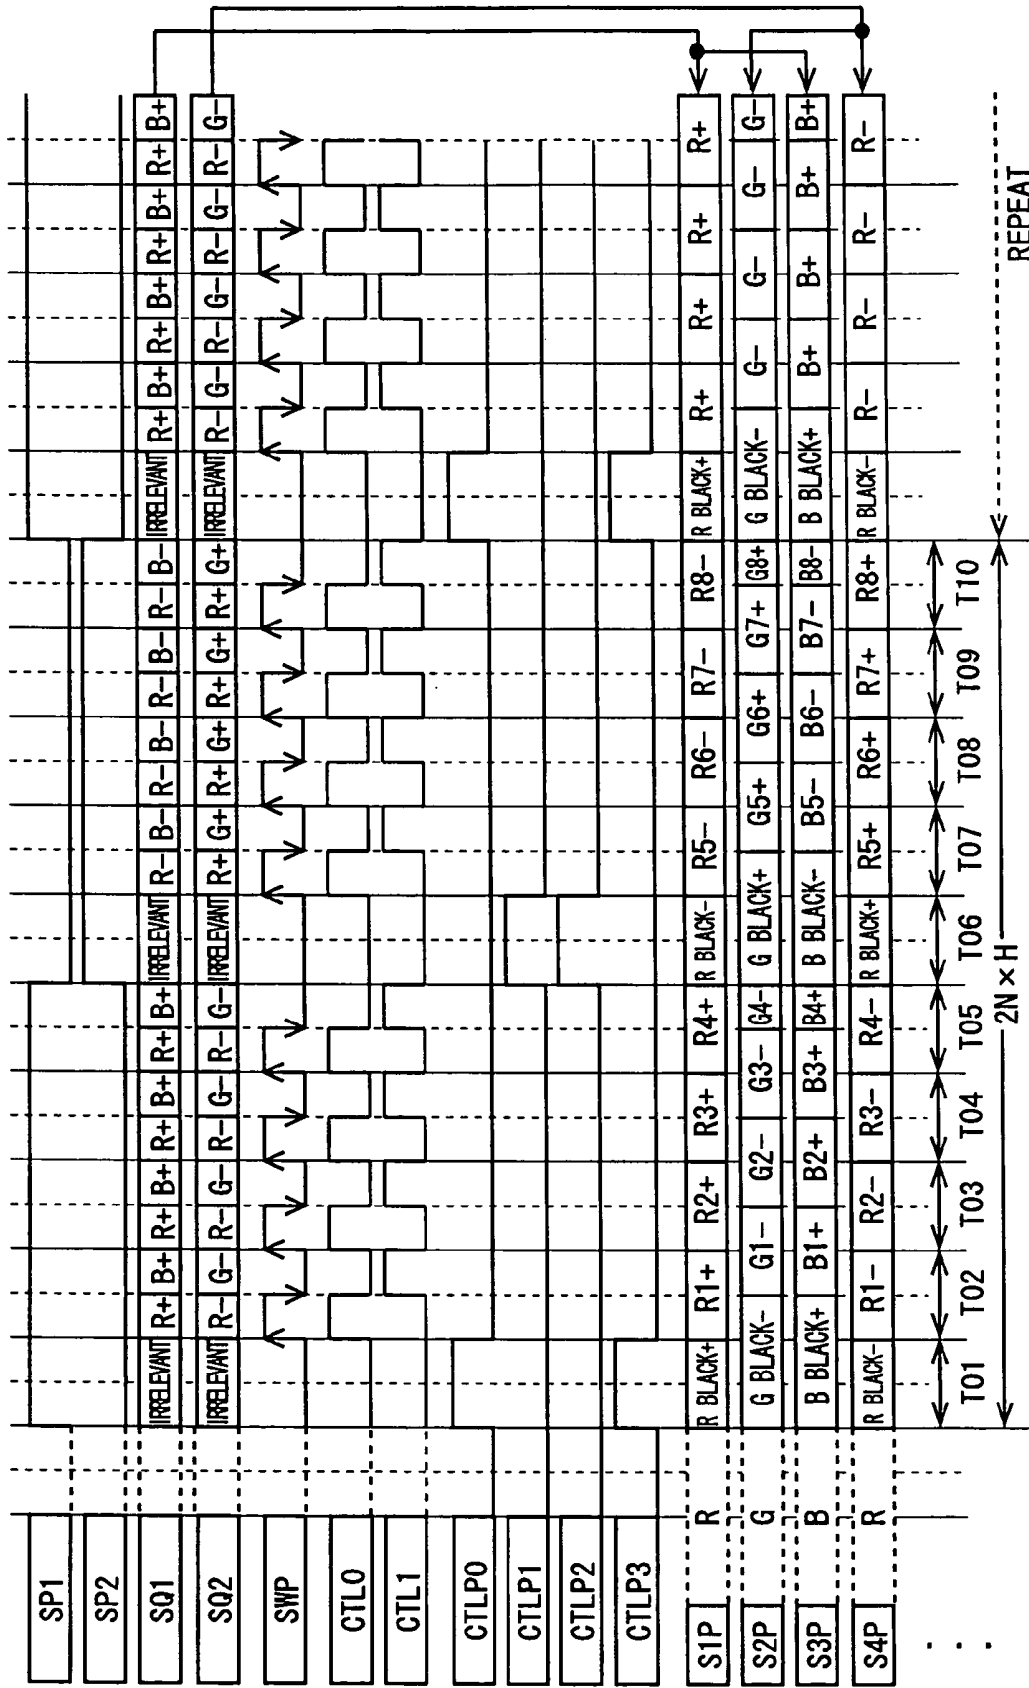 SP1
SP2
SQ1 IRRELEVANT R+ B+ R+ B+ R+ B+ R+ B+ IRRELEVANT R− B− R− B− R− B− R− B− IRRELEVANT R+ B+ R+ B+ R+ B+ R+ B+
SQ2 IRRELEVANT R− G− R− G− R− G− R− G− IRRELEVANT R+ G+ R+ G+ R+ G+ R+ G+ IRRELEVANT R− G− R− G− R− G− R− G−
SWP
CTL0
CTL1
CTLP0
CTLP1
CTLP2
CTLP3
S1P R R BLACK+ R1+ R2+ R3+ R4+ R BLACK− R5− R6− R7− R8− R BLACK+ R+ R+ R+ R+
S2P G G BLACK− G1− G2− G3− G4− G BLACK+ G5+ G6+ G7+ G8+ G BLACK− G− G− G− G−
S3P B B BLACK+ B1+ B2+ B3+ B4+ B BLACK− B5− B6− B7− B8− B BLACK+ B+ B+ B+ B+
S4P R R BLACK− R1− R2− R3− R4− R BLACK+ R5+ R6+ R7+ R8+ R BLACK− R− R− R− R−
T01 T02 T03 T04 T05 T06 T07 T08 T09 T10
. . . 2N×H REPEAT